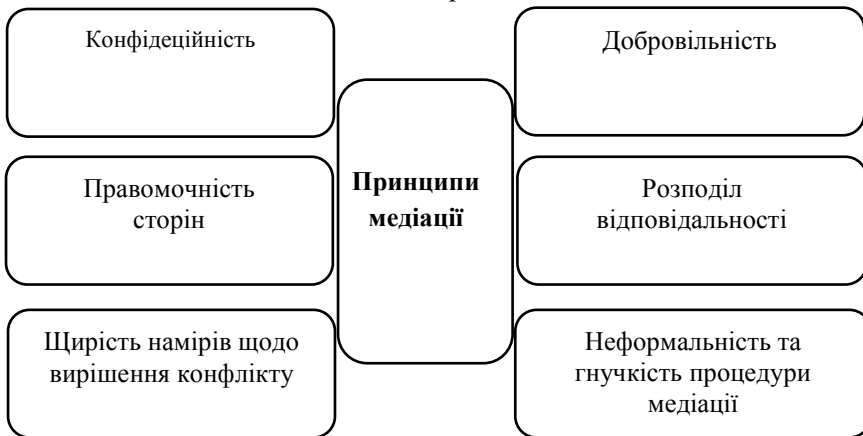 Конфідеційність
Добровільність
Принципи
медіації
Правомочність
сторін
Розподіл
відповідальності
Щирість намірів щодо
вирішення конфлікту
Неформальність та
гнучкість процедури
медіації